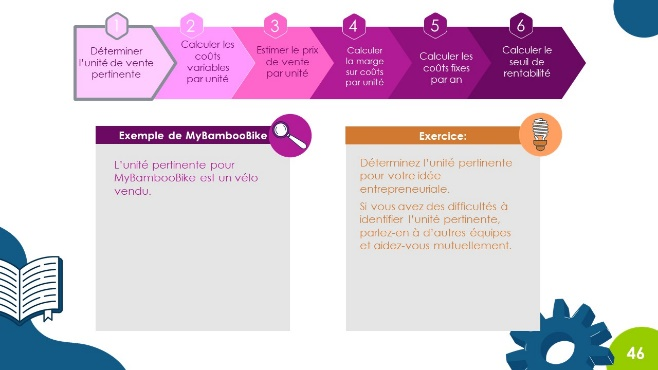 1
Déterminer
l'unité de vente
pertinente
2
Calculer les
coûts
variables
par unité
3
Estimer le prix
de vente
par unité
4
Calculer
la marge
sur coûts
par unité
5
Calculer les
coûts fixes
par an
6
Calculer le
seuil de
rentabilité
Exemple de MyBambooBike
L'unité pertinente pour
MyBambooBike est un vélo
vendu.
Exercice:
Déterminez l'unité pertinente
pour votre idée
entrepreneuriale.
Si vous avez des difficultés à
identifier l'unité pertinente,
parlez-en à d'autres équipes
et aidez-vous mutuellement.
46